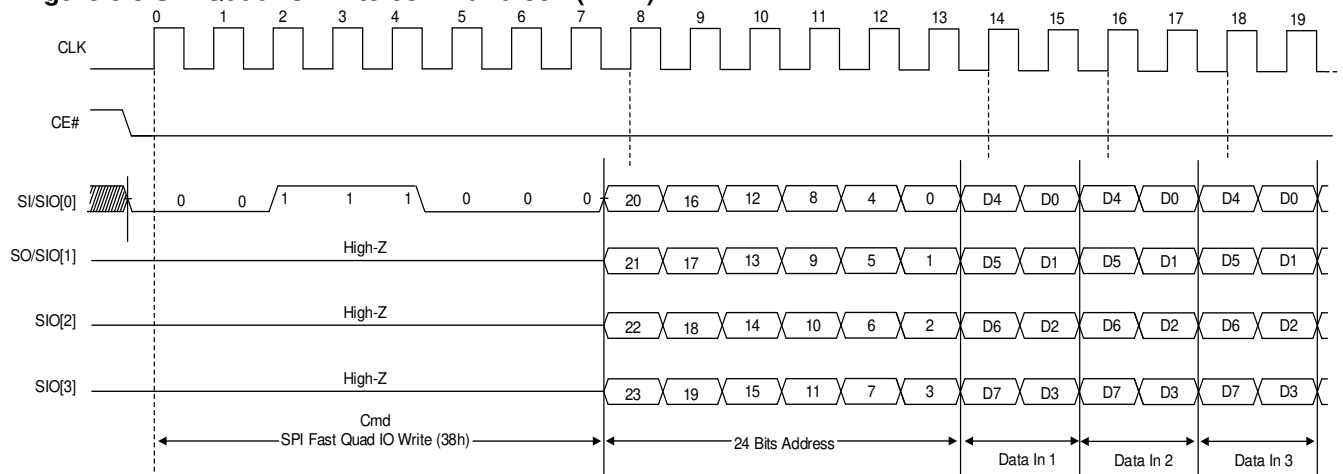 0 1 2 3 4 5 6 7 8 9 10 11 12 13 14 15 16 17 18 19
CLK
CE#
SI/SIO[0] 0 0 1 1 1 0 0 0 20 16 12 8 4 0 D4 D0 D4 D0 D4 D0
SO/SIO[1] High-Z 21 17 13 9 5 1 D5 D1 D5 D1 D5 D1
SIO[2] High-Z 22 18 14 10 6 2 D6 D2 D6 D2 D6 D2
SIO[3] High-Z 23 19 15 11 7 3 D7 D3 D7 D3 D7 D3
Cmd
SPI Fast Quad IO Write (38h) 24 Bits Address
Data In 1 Data In 2 Data In 3